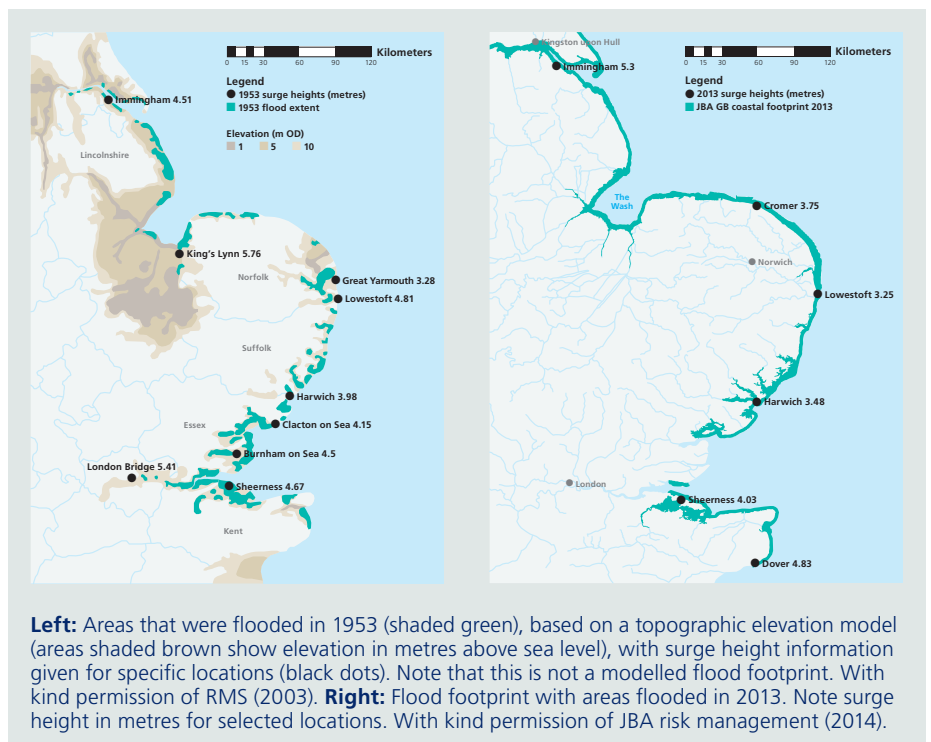 Kilometers
0 15 30 60 90 120
Legend
1953 surge heights (metres)
1953 flood extent
Elevation (m OD)
1 5 10
Immingham 4.51
Lincolnshire
King's Lynn 5.76
Norfolk
Great Yarmouth 3.28
Lowestoft 4.81
Suffolk
Harwich 3.98
Essex
Clacton on Sea 4.15
Burnham on Sea 4.5
London Bridge 5.41
Sheerness 4.67
Kent
Kingston upon Hull
Immingham 5.3
Kilometers
0 15 30 60 90 120
Legend
2013 surge heights (metres)
JBA GB coastal footprint 2013
The
Wash
Cromer 3.75
Norwich
Lowestoft 3.25
Harwich 3.48
London
Sheerness 4.03
Dover 4.83
Left: Areas that were flooded in 1953 (shaded green), based on a topographic elevation model
(areas shaded brown show elevation in metres above sea level), with surge height information
given for specific locations (black dots). Note that this is not a modelled flood footprint. With
kind permission of RMS (2003). Right: Flood footprint with areas flooded in 2013. Note surge
height in metres for selected locations. With kind permission of JBA risk management (2014).